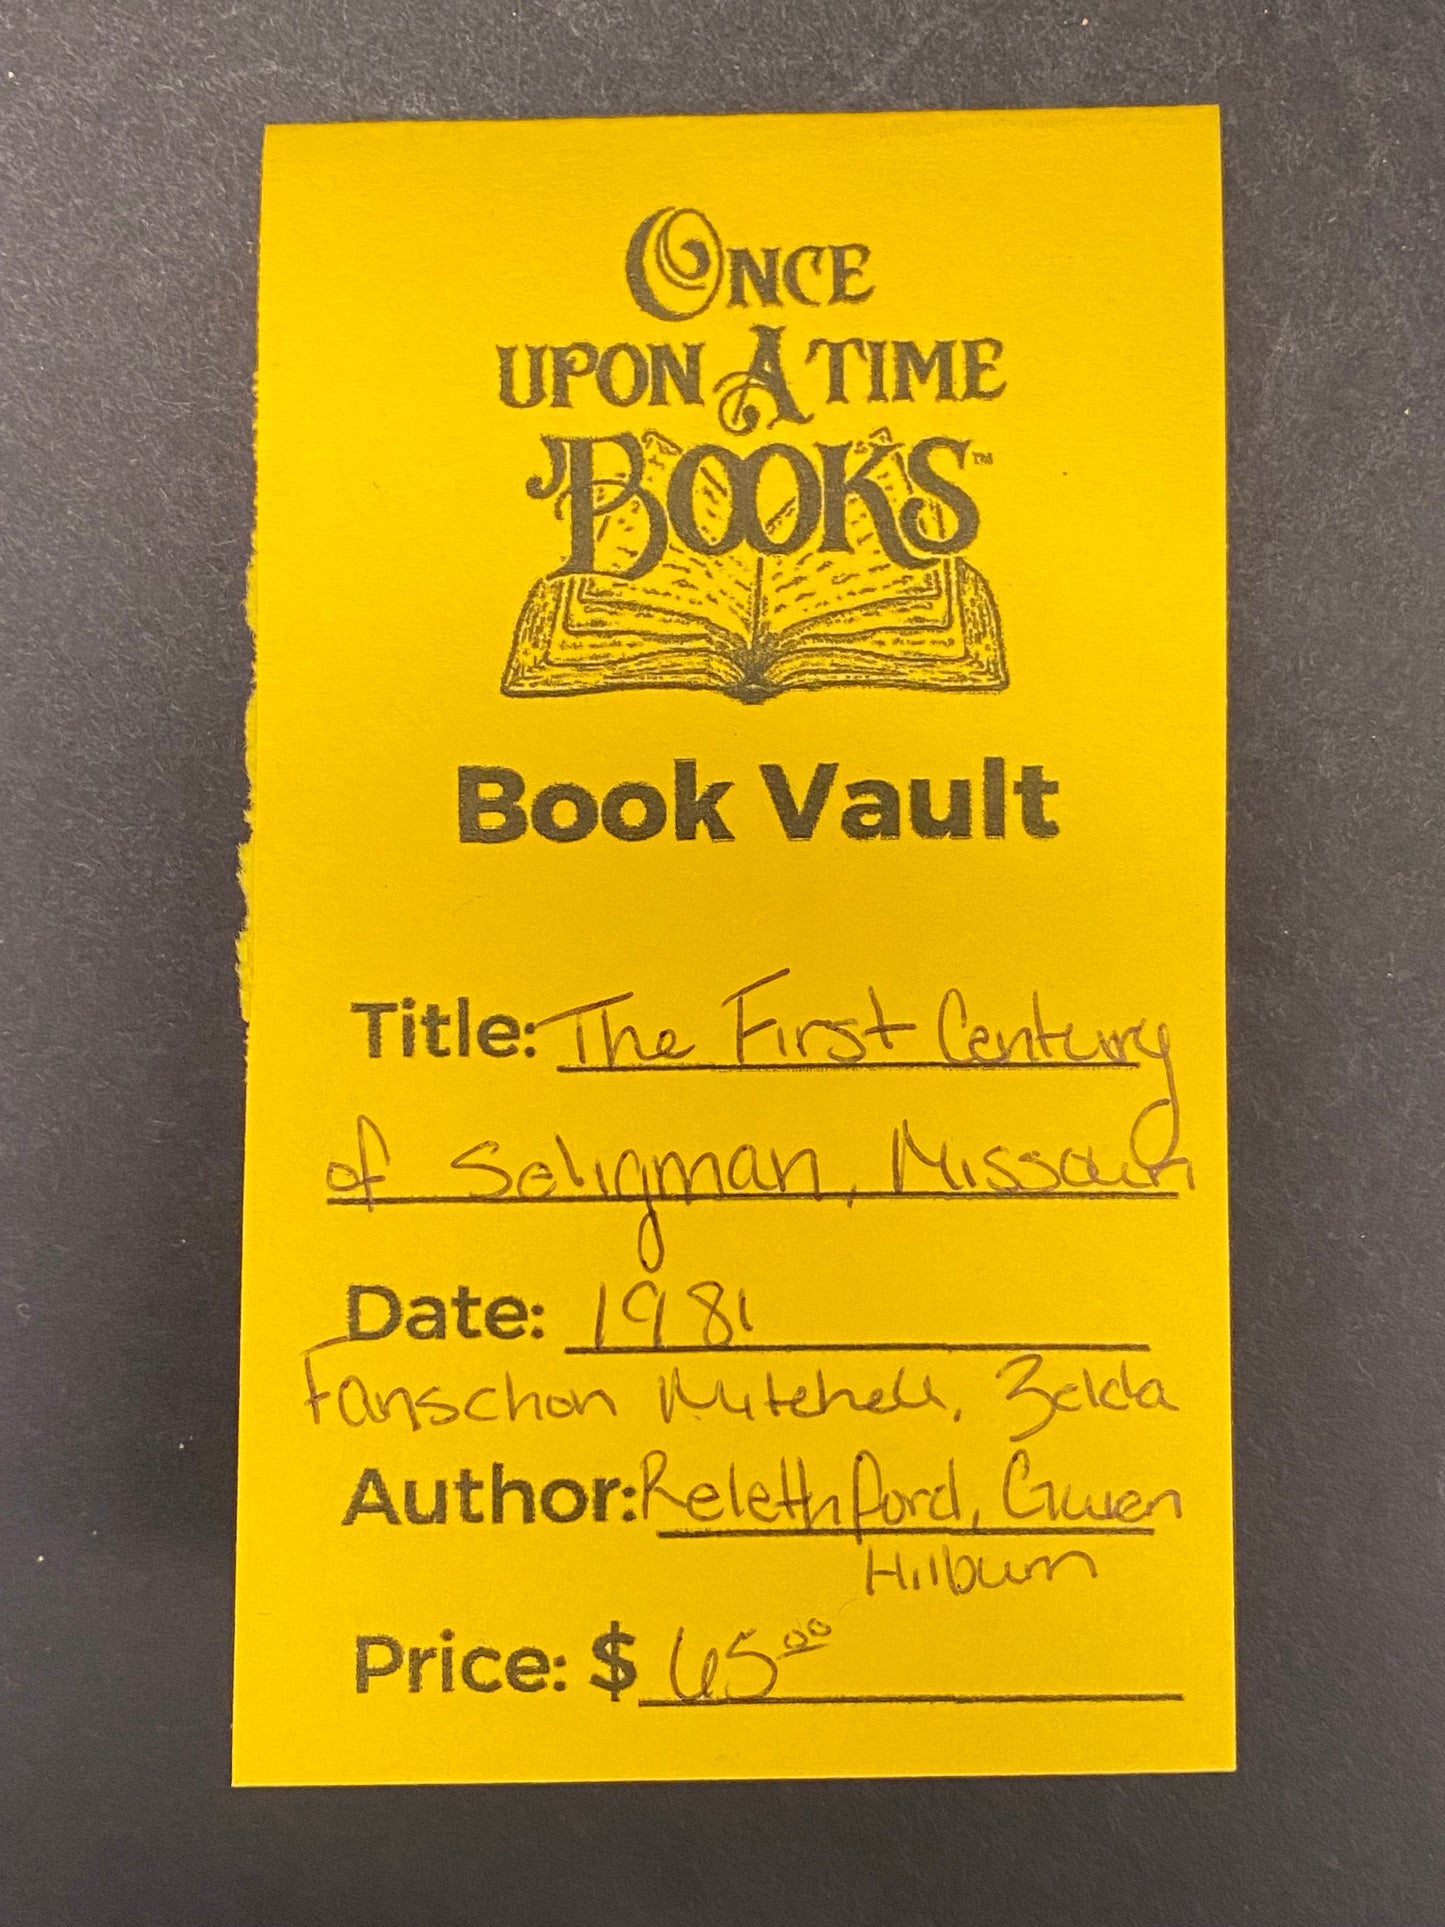 ONCE
UPON A TIME
BOOKS™
Book Vault
Title: The First Century
of Seligman, Missouri
Date: 1981
Fanschon Mitchell, Zelda
Author: Relethford, Gwen
Hilburn
Price: $ 65.00